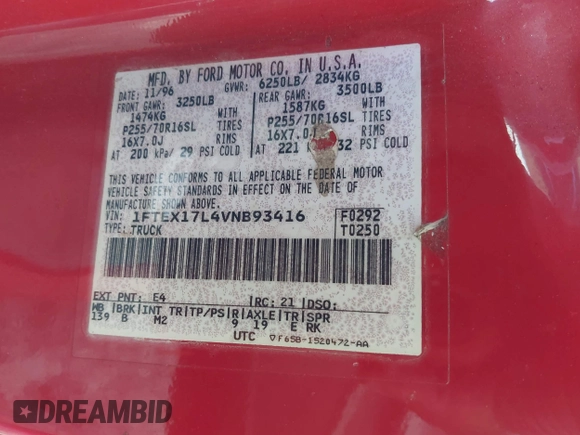 MFD. BY FORD MOTOR CO. IN U.S.A.
DATE: 11/96 GVWR: 6250LB/ 2834KG
FRONT GAWR: 3250LB REAR GAWR: 3500LB
1474KG 1587KG
P255/70R16SL TIRES P255/70R16SL TIRES
16X7.0J RIMS 16X7.0J RIMS
AT 200 kPa/ 29 PSI COLD AT 221 32 PSI COLD
THIS VEHICLE CONFORMS TO ALL APPLICABLE FEDERAL MOTOR
VEHICLE SAFETY STANDARDS IN EFFECT ON THE DATE OF
MANUFACTURE SHOWN ABOVE.
VIN: 1FTEX17L4VNB93416 F0292
TYPE: TRUCK T0250
EXT PNT: E4 RC: 21 DSO:
WB BRK INT TR TP/PS R AXLE TR SPR
139 B M2 9 19 E RK
UTC F65B-1520472-AA
DREAMBID